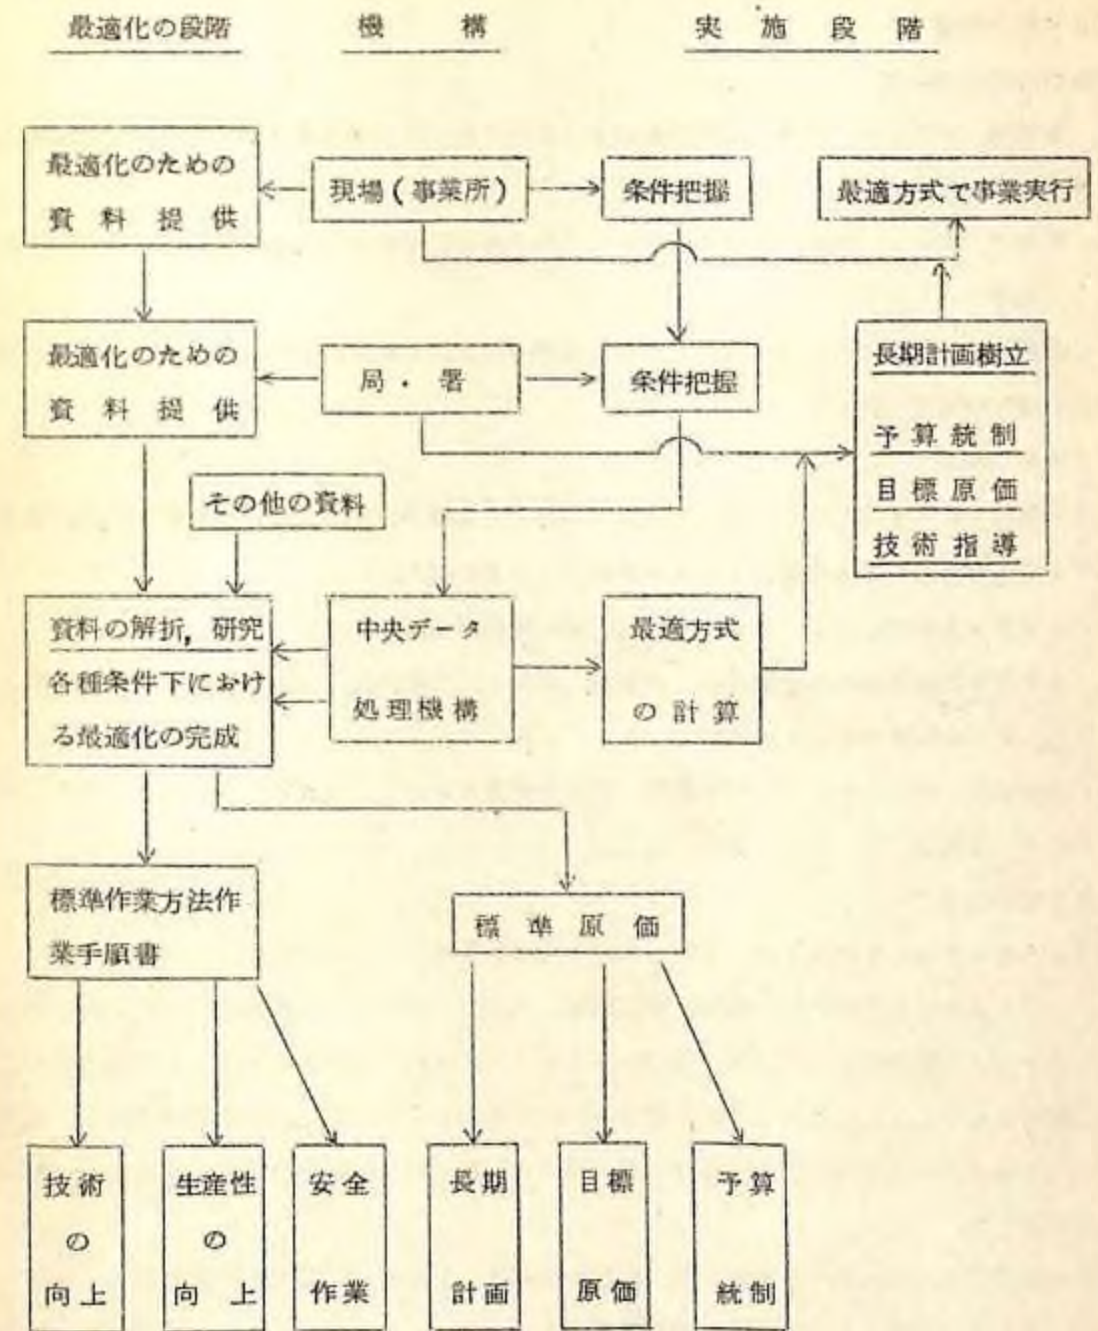 最適化の段階
機構
実施段階
最適化のための
資料提供
現場(事業所)
条件把握
最適方式で事業実行
最適化のための
資料提供
局・署
条件把握
長期計画樹立
予算統制
目標原価
技術指導
その他の資料
資料の解折,研究
各種条件下におけ
る最適化の完成
中央データ
処理機構
最適方式
の計算
標準作業方法作
業手順書
標準原価
技術
の
向上
生産性
の
向上
安全
作業
長期
計画
目標
原価
予算
統制